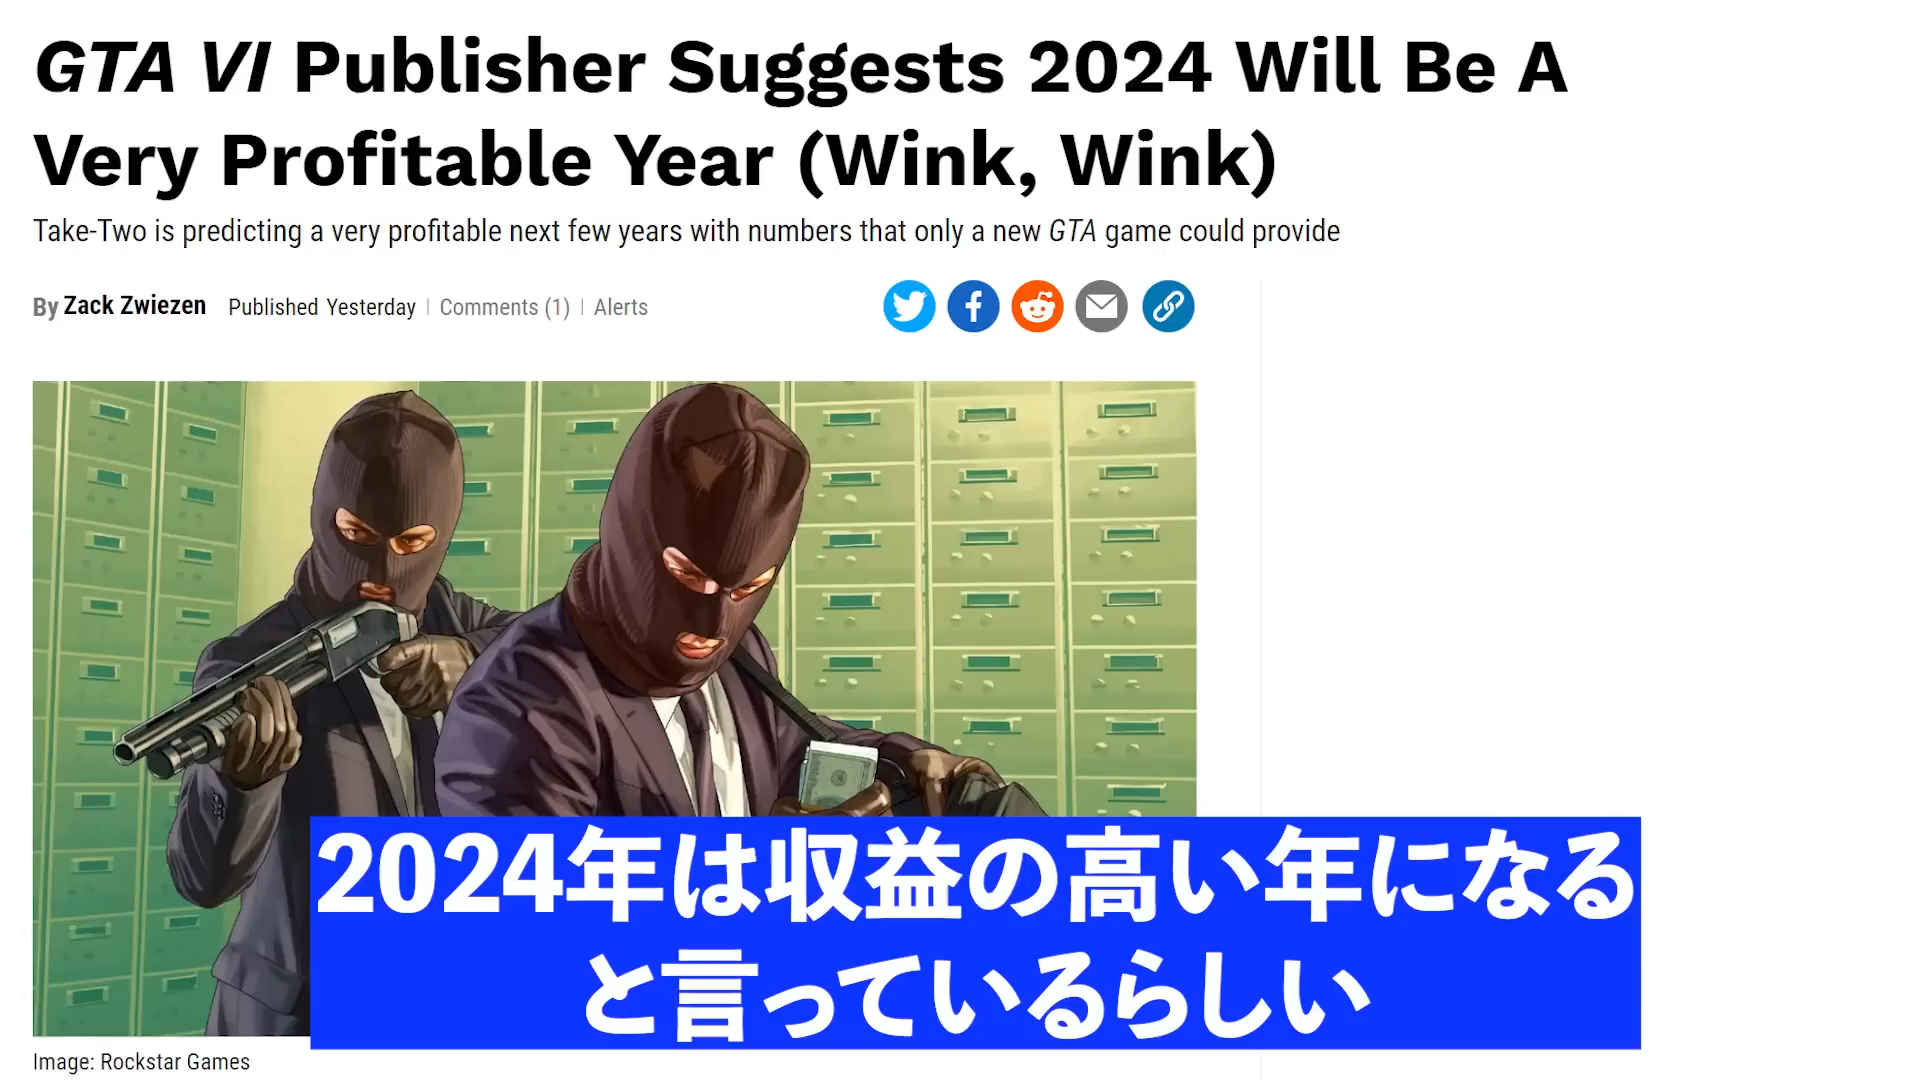 GTA VI Publisher Suggests 2024 Will Be A
Very Profitable Year (Wink, Wink)
Take-Two is predicting a very profitable next few years with numbers that only a new GTA game could provide
By Zack Zwiezen Published Yesterday | Comments (1) | Alerts
2024年は収益の高い年になる
と言っているらしい
Image: Rockstar Games